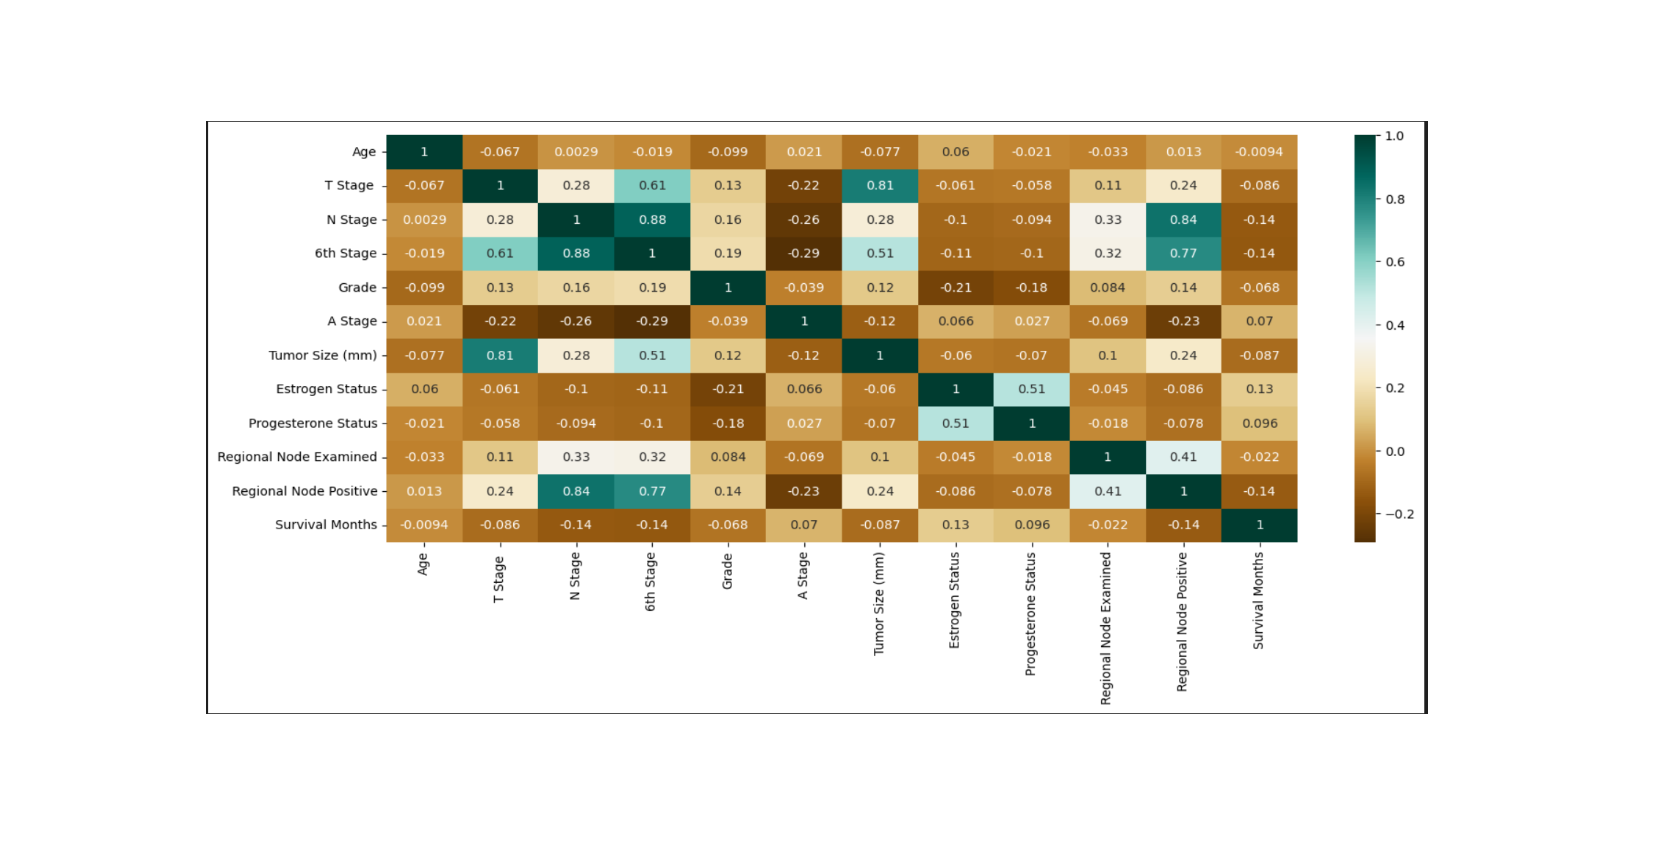 Age 1 -0.067 0.0029 -0.019 -0.099 0.021 -0.077 0.06 -0.021 -0.033 0.013 -0.0094
T Stage -0.067 1 0.28 0.61 0.13 -0.22 0.81 -0.061 -0.058 0.11 0.24 -0.086
N Stage 0.0029 0.28 1 0.88 0.16 -0.26 0.28 -0.1 -0.094 0.33 0.84 -0.14
6th Stage -0.019 0.61 0.88 1 0.19 -0.29 0.51 -0.11 -0.1 0.32 0.77 -0.14
Grade -0.099 0.13 0.16 0.19 1 -0.039 0.12 -0.21 -0.18 0.084 0.14 -0.068
A Stage 0.021 -0.22 -0.26 -0.29 -0.039 1 -0.12 0.066 0.027 -0.069 -0.23 0.07
Tumor Size (mm) -0.077 0.81 0.28 0.51 0.12 -0.12 1 -0.06 -0.07 0.1 0.24 -0.087
Estrogen Status 0.06 -0.061 -0.1 -0.11 -0.21 0.066 -0.06 1 0.51 -0.045 -0.086 0.13
Progesterone Status -0.021 -0.058 -0.094 -0.1 -0.18 0.027 -0.07 0.51 1 -0.018 -0.078 0.096
Regional Node Examined -0.033 0.11 0.33 0.32 0.084 -0.069 0.1 -0.045 -0.018 1 0.41 -0.022
Regional Node Positive 0.013 0.24 0.84 0.77 0.14 -0.23 0.24 -0.086 -0.078 0.41 1 -0.14
Survival Months -0.0094 -0.086 -0.14 -0.14 -0.068 0.07 -0.087 0.13 0.096 -0.022 -0.14 1
Age
T Stage
N Stage
6th Stage
Grade
A Stage
Tumor Size (mm)
Estrogen Status
Progesterone Status
Regional Node Examined
Regional Node Positive
Survival Months
1.0
0.8
0.6
0.4
0.2
0.0
−0.2